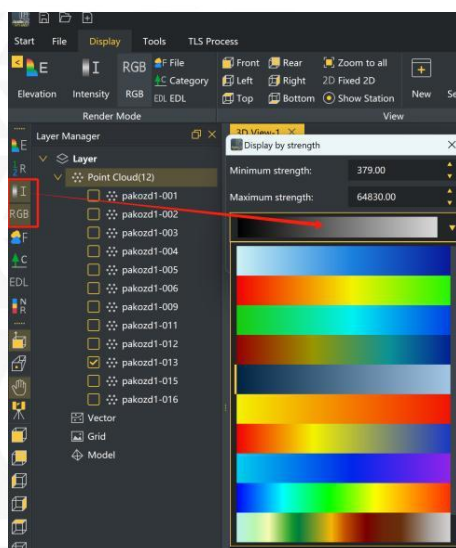 Start File Display Tools TLS Process
E I RGB File Front Rear Zoom to all
C Category Left Right 2D Fixed 2D
Elevation Intensity RGB EDL EDL Top Bottom Show Station New Se
Render Mode View
Layer Manager 3D View-1
E Display by strength
R Layer
Point Cloud(12) Minimum strength: 379.00
I pakozd1-001 Maximum strength: 64830.00
RGB pakozd1-002
F pakozd1-003
C pakozd1-004
EDL pakozd1-005
N R pakozd1-006
pakozd1-009
pakozd1-011
pakozd1-012
pakozd1-013
pakozd1-015
pakozd1-016
Vector
Grid
Model